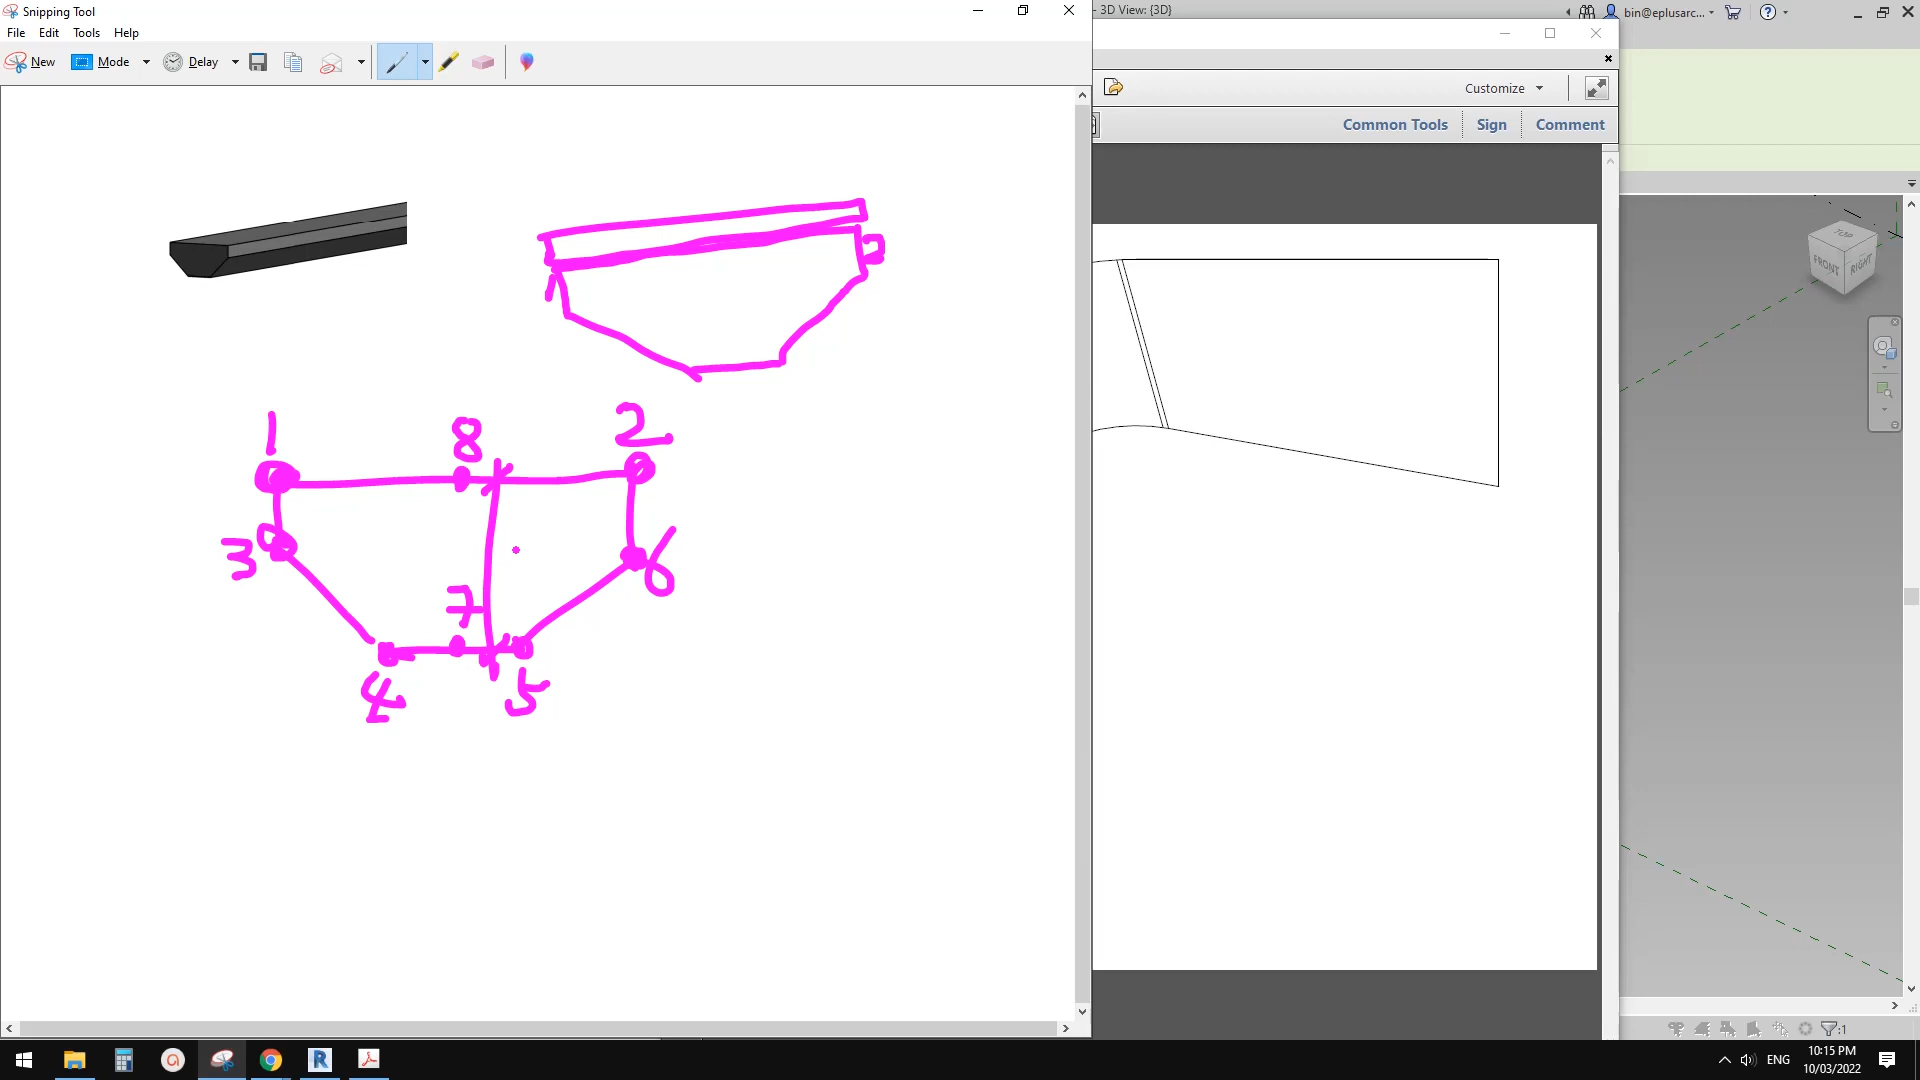 Snipping Tool
- 3D View: {3D}
bin@eplusarc...
File Edit Tools Help
New Mode Delay
Customize
Common Tools Sign Comment
TOP
FRONT RIGHT
1 2
1 8 2
3 7 6
4 5
:1
ENG
10:15 PM
10/03/2022